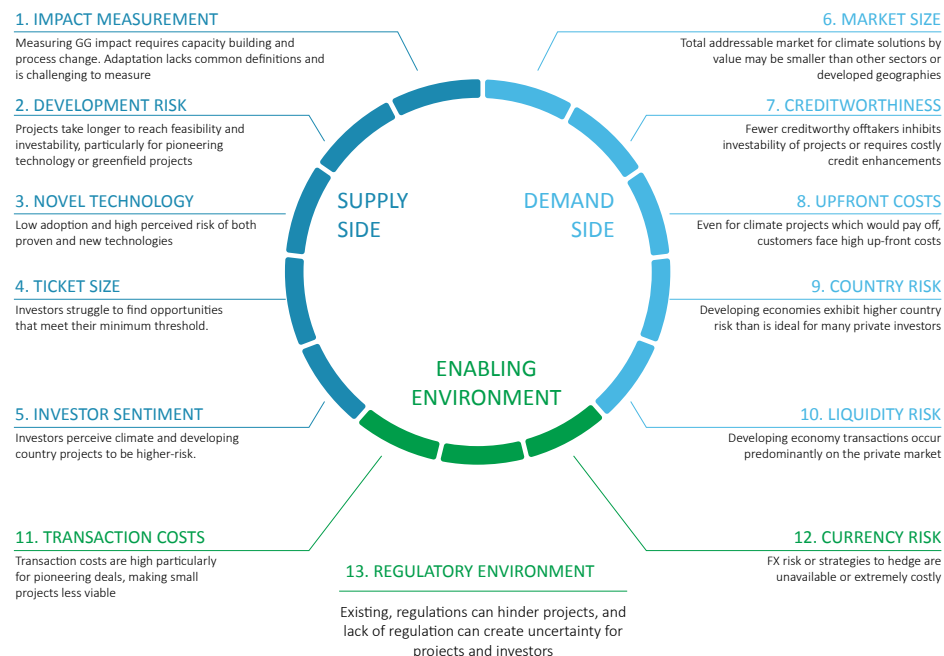 1. IMPACT MEASUREMENT
Measuring GG impact requires capacity building and
process change. Adaptation lacks common definitions and
is challenging to measure
2. DEVELOPMENT RISK
Projects take longer to reach feasibility and
investability, particularly for pioneering
technology or greenfield projects
3. NOVEL TECHNOLOGY
Low adoption and high perceived risk of both
proven and new technologies
4. TICKET SIZE
Investors struggle to find opportunities
that meet their minimum threshold.
5. INVESTOR SENTIMENT
Investors perceive climate and developing
country projects to be higher-risk.
SUPPLY
SIDE
DEMAND
SIDE
ENABLING
ENVIRONMENT
6. MARKET SIZE
Total addressable market for climate solutions by
value may be smaller than other sectors or
developed geographies
7. CREDITWORTHINESS
Fewer creditworthy offtakers inhibits
investability of projects or requires costly
credit enhancements
8. UPFRONT COSTS
Even for climate projects which would pay off,
customers face high up-front costs
9. COUNTRY RISK
Developing economies exhibit higher country
risk than is ideal for many private investors
10. LIQUIDITY RISK
Developing economy transactions occur
predominantly on the private market
11. TRANSACTION COSTS
Transaction costs are high particularly
for pioneering deals, making small
projects less viable
12. CURRENCY RISK
FX risk or strategies to hedge are
unavailable or extremely costly
13. REGULATORY ENVIRONMENT
Existing, regulations can hinder projects, and
lack of regulation can create uncertainty for
projects and investors